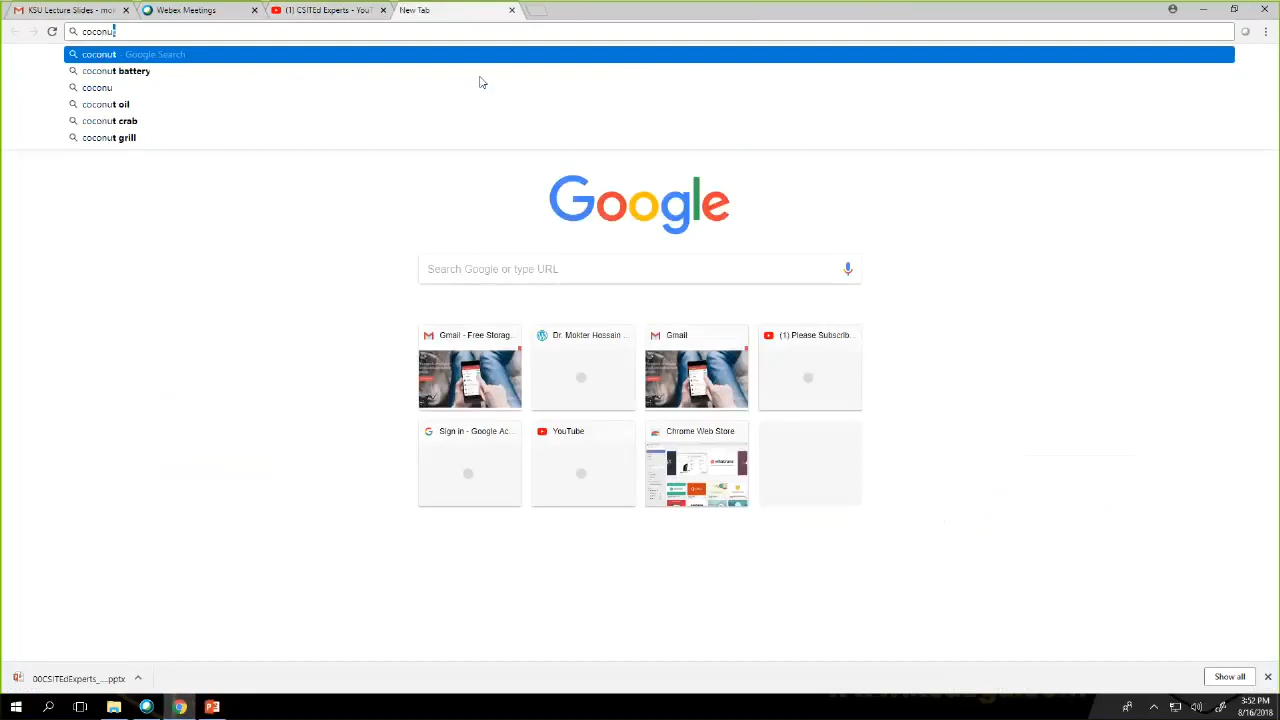 KSU Lecture Slides - mo
Webex Meetings
(1) CSITEd Experts - YouT
New Tab
coconut
coconut - Google Search
coconut battery
coconu
coconut oil
coconut crab
coconut grill
Google
Search Google or type URL
Gmail - Free Storag...
Dr. Mokter Hossain ...
Gmail
(1) Please Subscrib...
Sign in - Google Ac...
YouTube
Chrome Web Store
00CSITEdExperts_....pptx
Show all
3:52 PM
8/16/2018